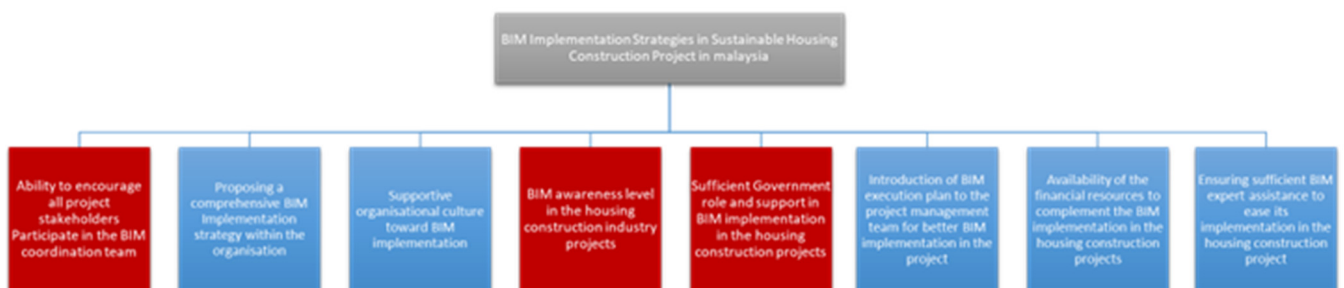 BIM Implementation Strategies in Sustainable Housing
Construction Project in malaysia
Ability to encourage
all project
stakeholders
Participate in the BIM
coordination team
Proposing a
comprehensive BIM
Implementation
strategy within the
organisation
Supportive
organisational culture
toward BIM
implementation
BIM awareness level
in the housing
construction industry
projects
Sufficient Government
role and support in
BIM implementation
in the housing
construction projects
Introduction of BIM
execution plan to the
project management
team for better BIM
implementation in the
project
Availability of the
financial resources to
complement the BIM
implementation in the
housing construction
projects
Ensuring sufficient BIM
expert assistance to
ease its
implementation in the
housing construction
project